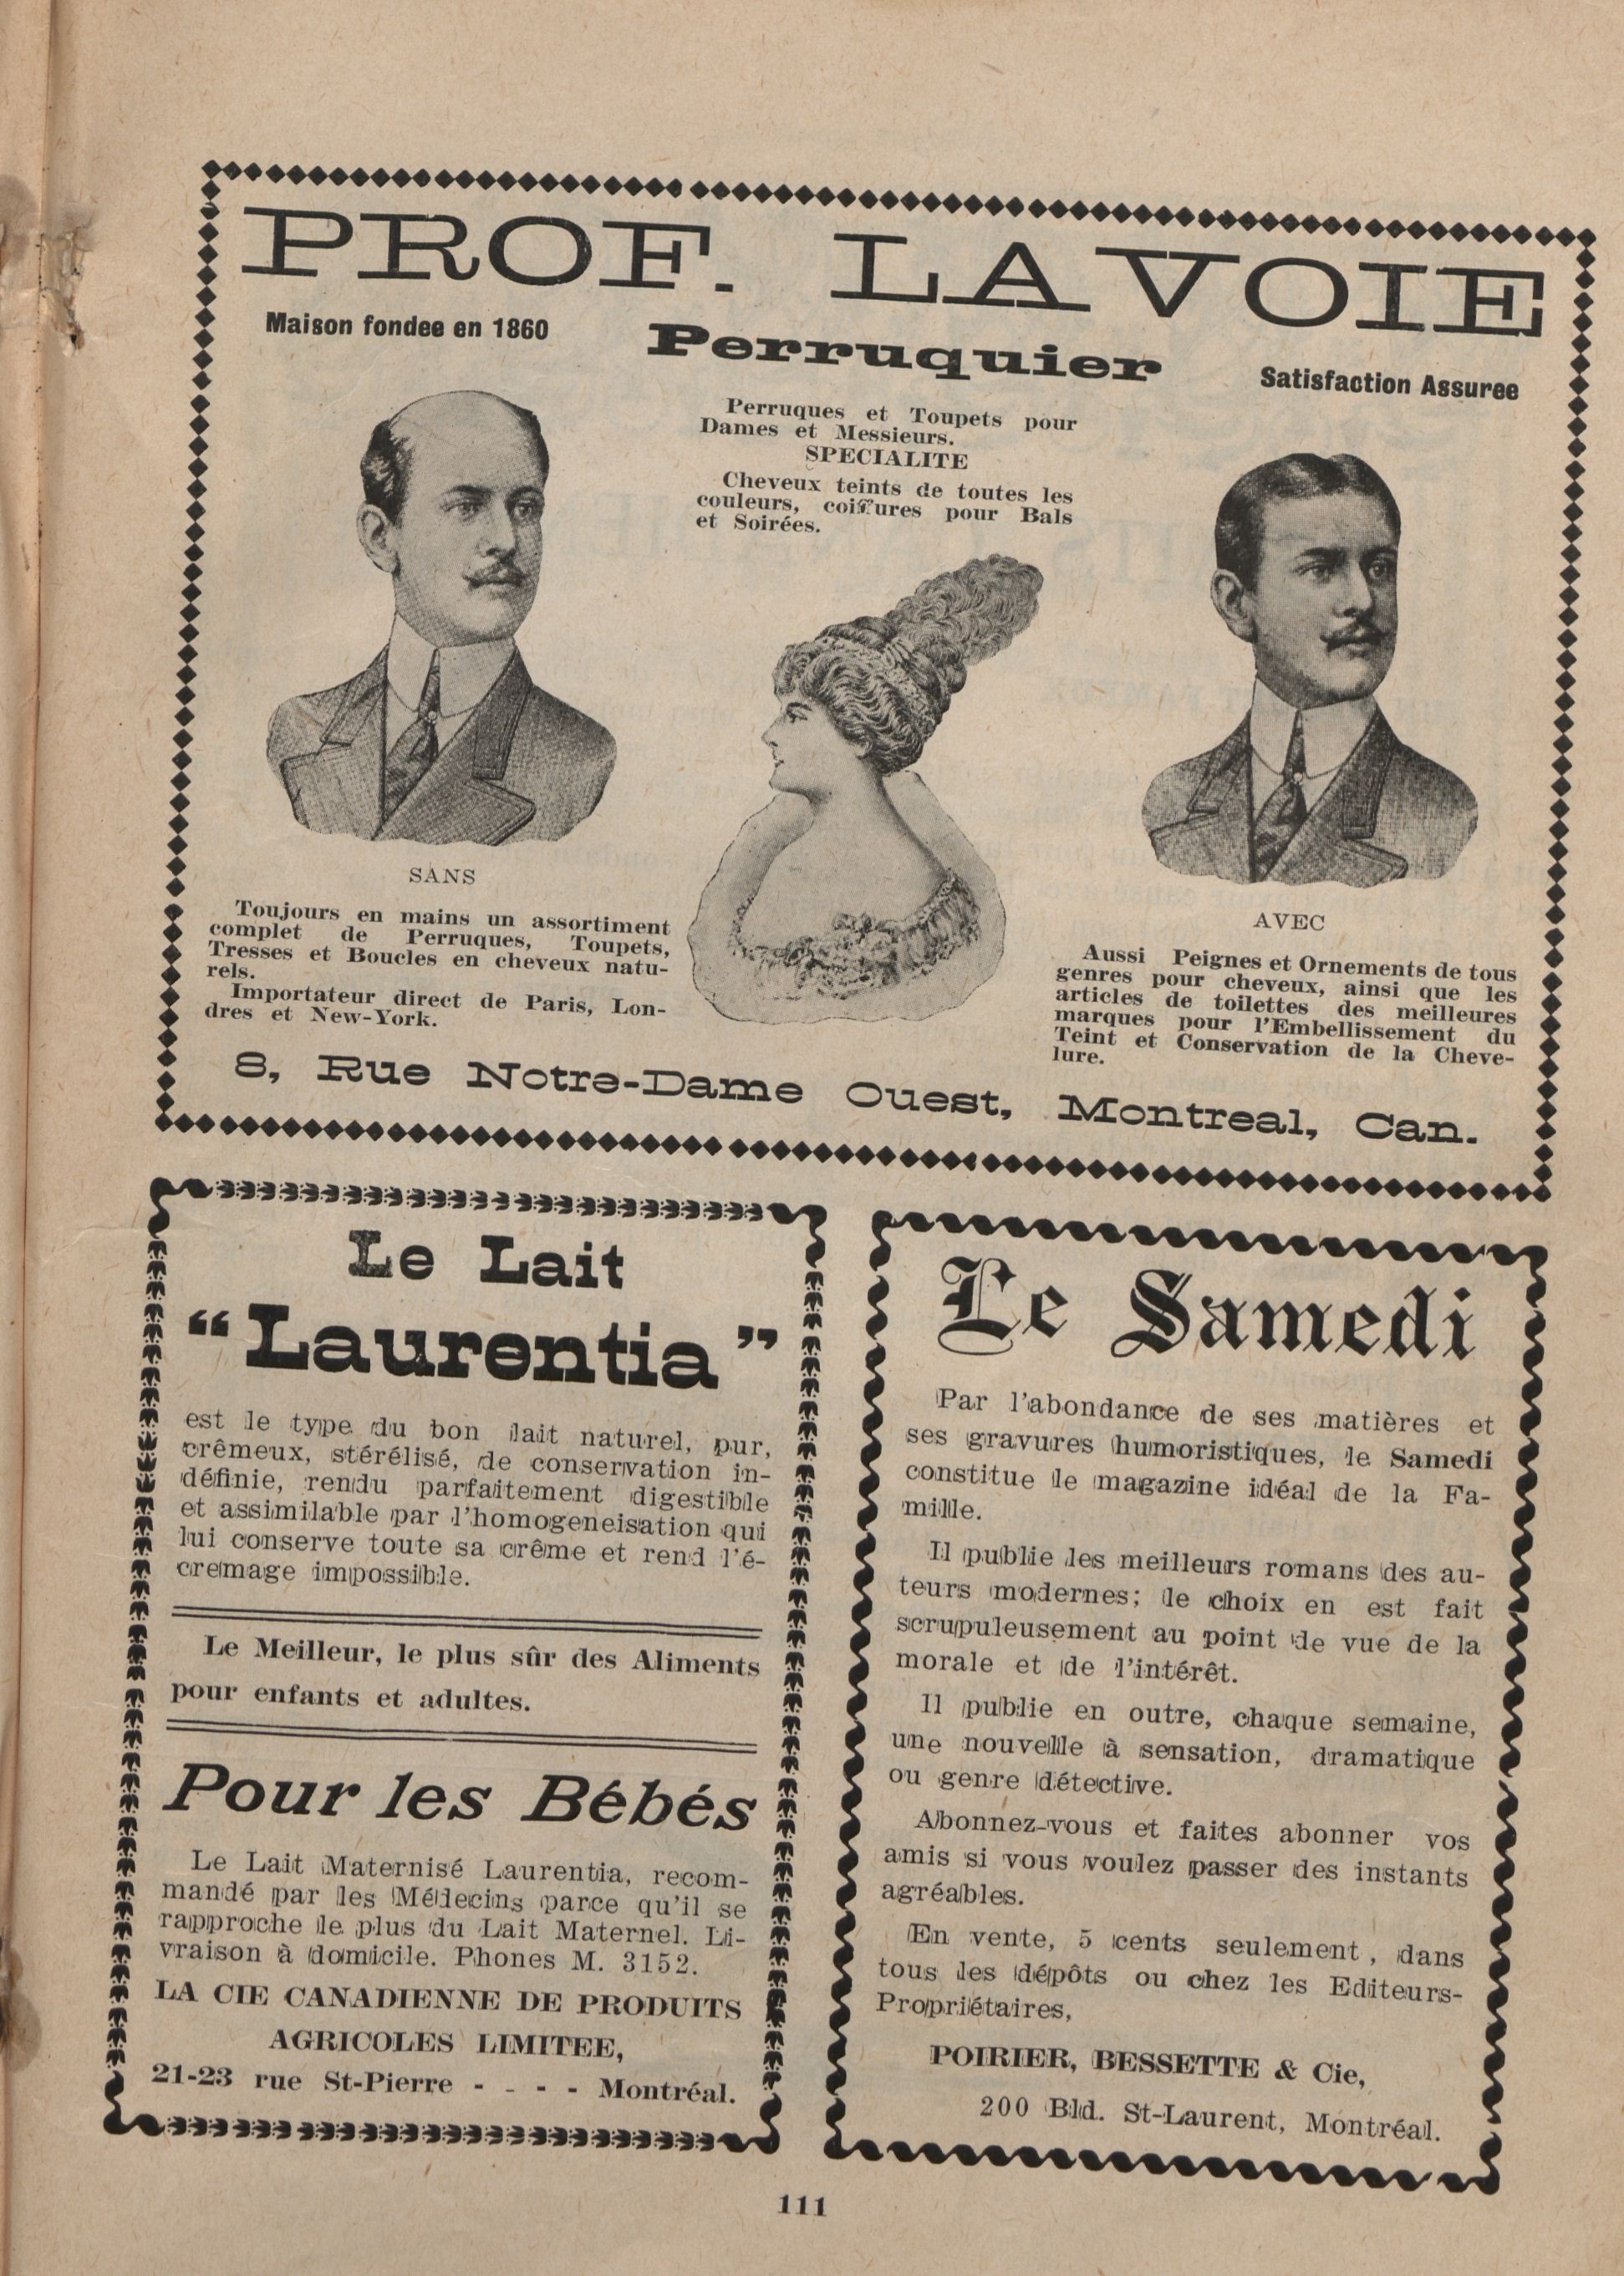 PROF. LAVOIE
Maison fondee en 1860
Perruquier
Satisfaction Assuree
Perruques et Toupets pour
Dames et Messieurs.
SPECIALITE
Cheveux teints de toutes les
couleurs, coiffures pour Bals
et Soirées.
SANS
Toujours en mains un assortiment
complet de Perruques, Toupets,
Tresses et Boucles en cheveux natu-
rels.
Importateur direct de Paris, Lon-
dres et New-York.
AVEC
Aussi Peignes et Ornements de tous
genres pour cheveux, ainsi que les
articles de toilettes des meilleures
marques pour l'Embellissement du
Teint et Conservation de la Cheve-
lure.
8, Rue Notre-Dame Ouest, Montreal, Can.
Le Lait
"Laurentia"
est le type du bon lait naturel, pur,
crêmeux, stérélisé, de conservation in-
définie, rendu parfaitement digestible
et assimilable par l'homogeneisation qui
lui conserve toute sa crême et rend l'é-
cremage impossible.
Le Meilleur, le plus sûr des Aliments
pour enfants et adultes.
Pour les Bébés
Le Lait Maternisé Laurentia, recom-
mandé par les Médecins parce qu'il se
rapproche le plus du Lait Maternel. Li-
vraison à domicile. Phones M. 3152.
LA CIE CANADIENNE DE PRODUITS
AGRICOLES LIMITEE,
21-23 rue St-Pierre - - - - Montréal.
Le Samedi
Par l'abondance de ses matières et
ses gravures humoristiques, le Samedi
constitue le magazine idéal de la Fa-
mille.
Il publie les meilleurs romans des au-
teurs modernes; le choix en est fait
scrupuleusement au point de vue de la
morale et de l'intérêt.
Il publie en outre, chaque semaine,
une nouvelle à sensation, dramatique
ou genre détective.
Abonnez-vous et faites abonner vos
amis si vous voulez passer des instants
agréables.
En vente, 5 cents seulement, dans
tous les dépôts ou chez les Editeurs-
Propriétaires,
POIRIER, BESSETTE & Cie,
200 Bld. St-Laurent, Montréal.
111